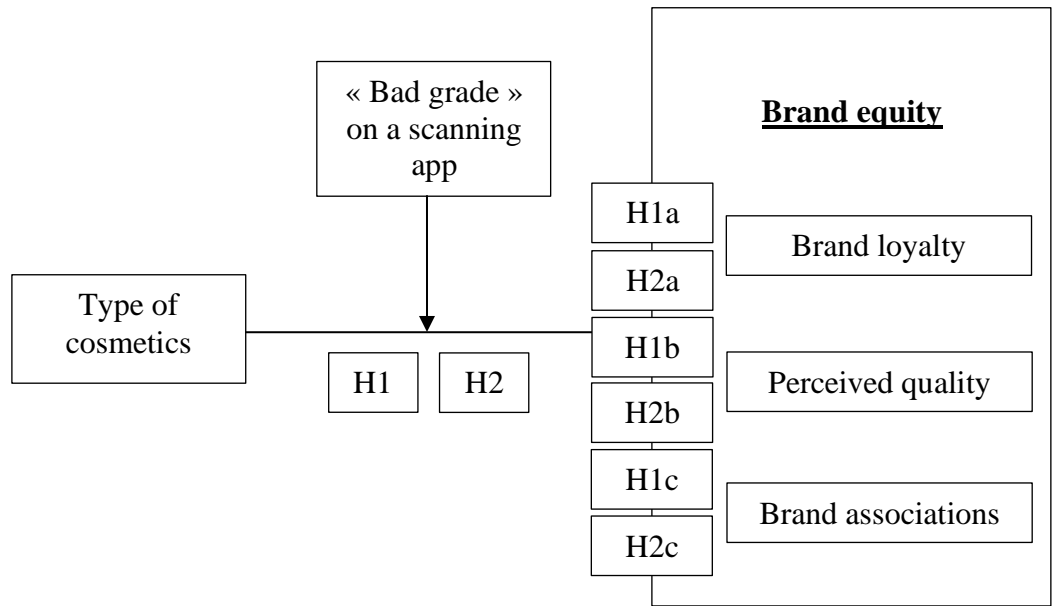 « Bad grade »
on a scanning
app
Brand equity
H1a
Brand loyalty
H2a
Type of
cosmetics
H1
H2
H1b
Perceived quality
H2b
H1c
Brand associations
H2c